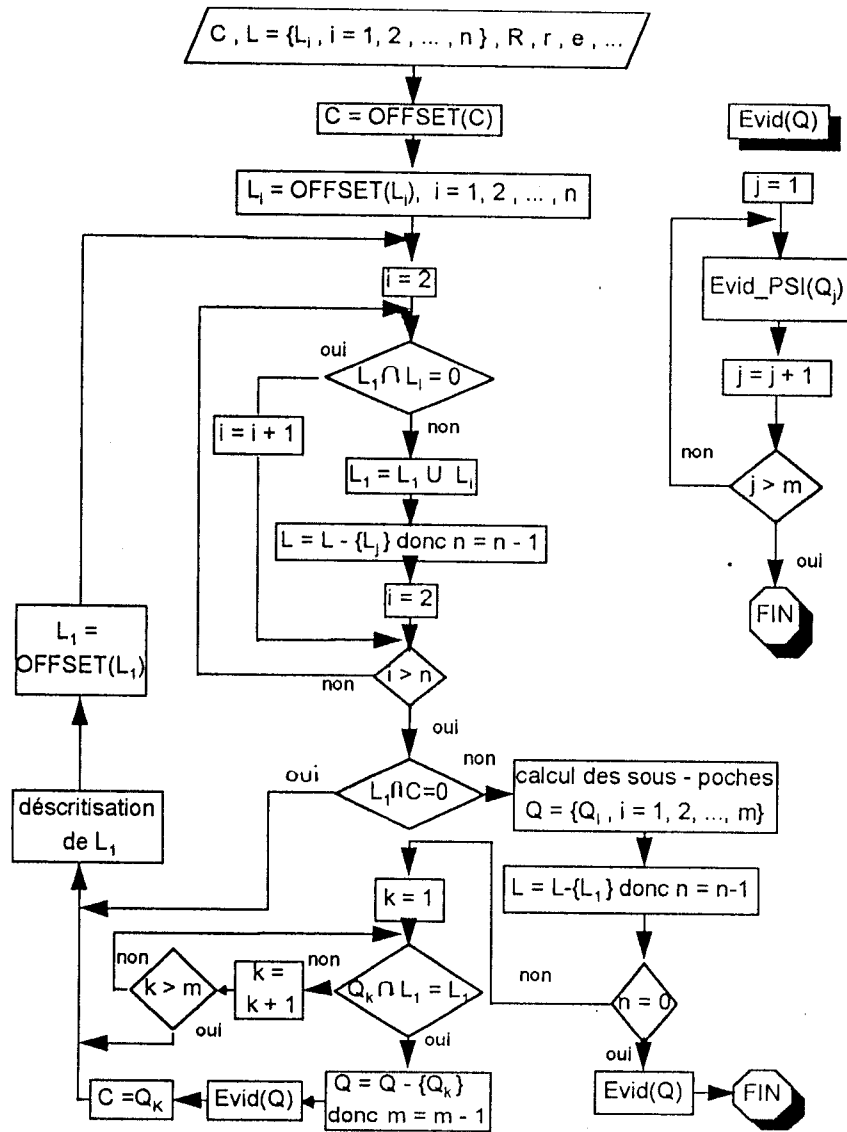 C , L = {Lᵢ , i = 1, 2 , ... , n } , R , r , e , ...
C = OFFSET(C)
Lᵢ = OFFSET(Lᵢ), i = 1, 2 , ... , n
i = 2
oui
L₁ ∩ Lᵢ = 0
i = i + 1
non
L₁ = L₁ U Lᵢ
L = L - {Lⱼ} donc n = n - 1
i = 2
i > n
non
oui
L₁ =
OFFSET(L₁)
déscritisation
de L₁
oui
L₁∩C=0
non
calcul des sous - poches
Q = {Qᵢ , i = 1, 2, ..., m}
L = L-{L₁} donc n = n-1
n = 0
non
oui
Evid(Q)
FIN
k = 1
Qₖ ∩ L₁ = L₁
non
k =
k + 1
non
k > m
oui
oui
Q = Q - {Qₖ}
donc m = m - 1
Evid(Q)
C =Qₖ
Evid(Q)
j = 1
Evid_PSI(Qⱼ)
j = j + 1
non
j > m
oui
FIN